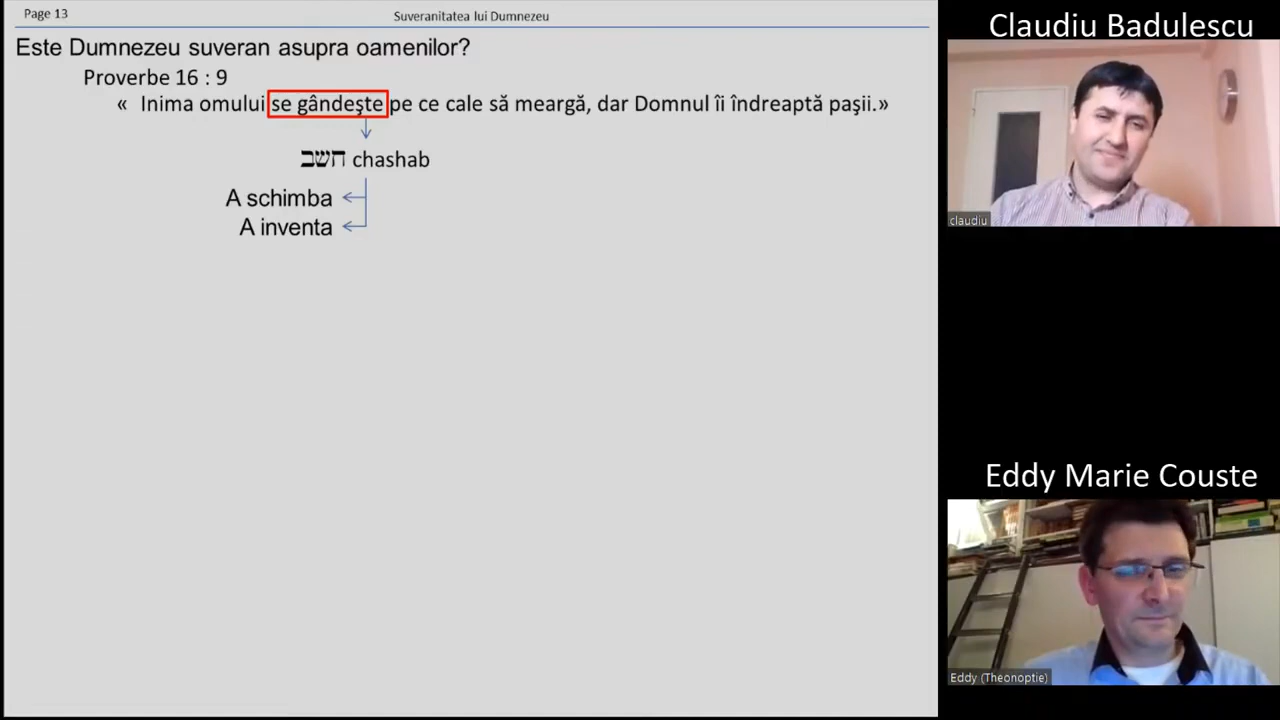 Page 13
Suveranitatea lui Dumnezeu
Este Dumnezeu suveran asupra oamenilor?
Proverbe 16 : 9
« Inima omului se gândeşte pe ce cale să meargă, dar Domnul îi îndreaptă paşii.»
חשב chashab
A schimba
A inventa
Claudiu Badulescu
claudiu
Eddy Marie Couste
Eddy (Theonoptie)